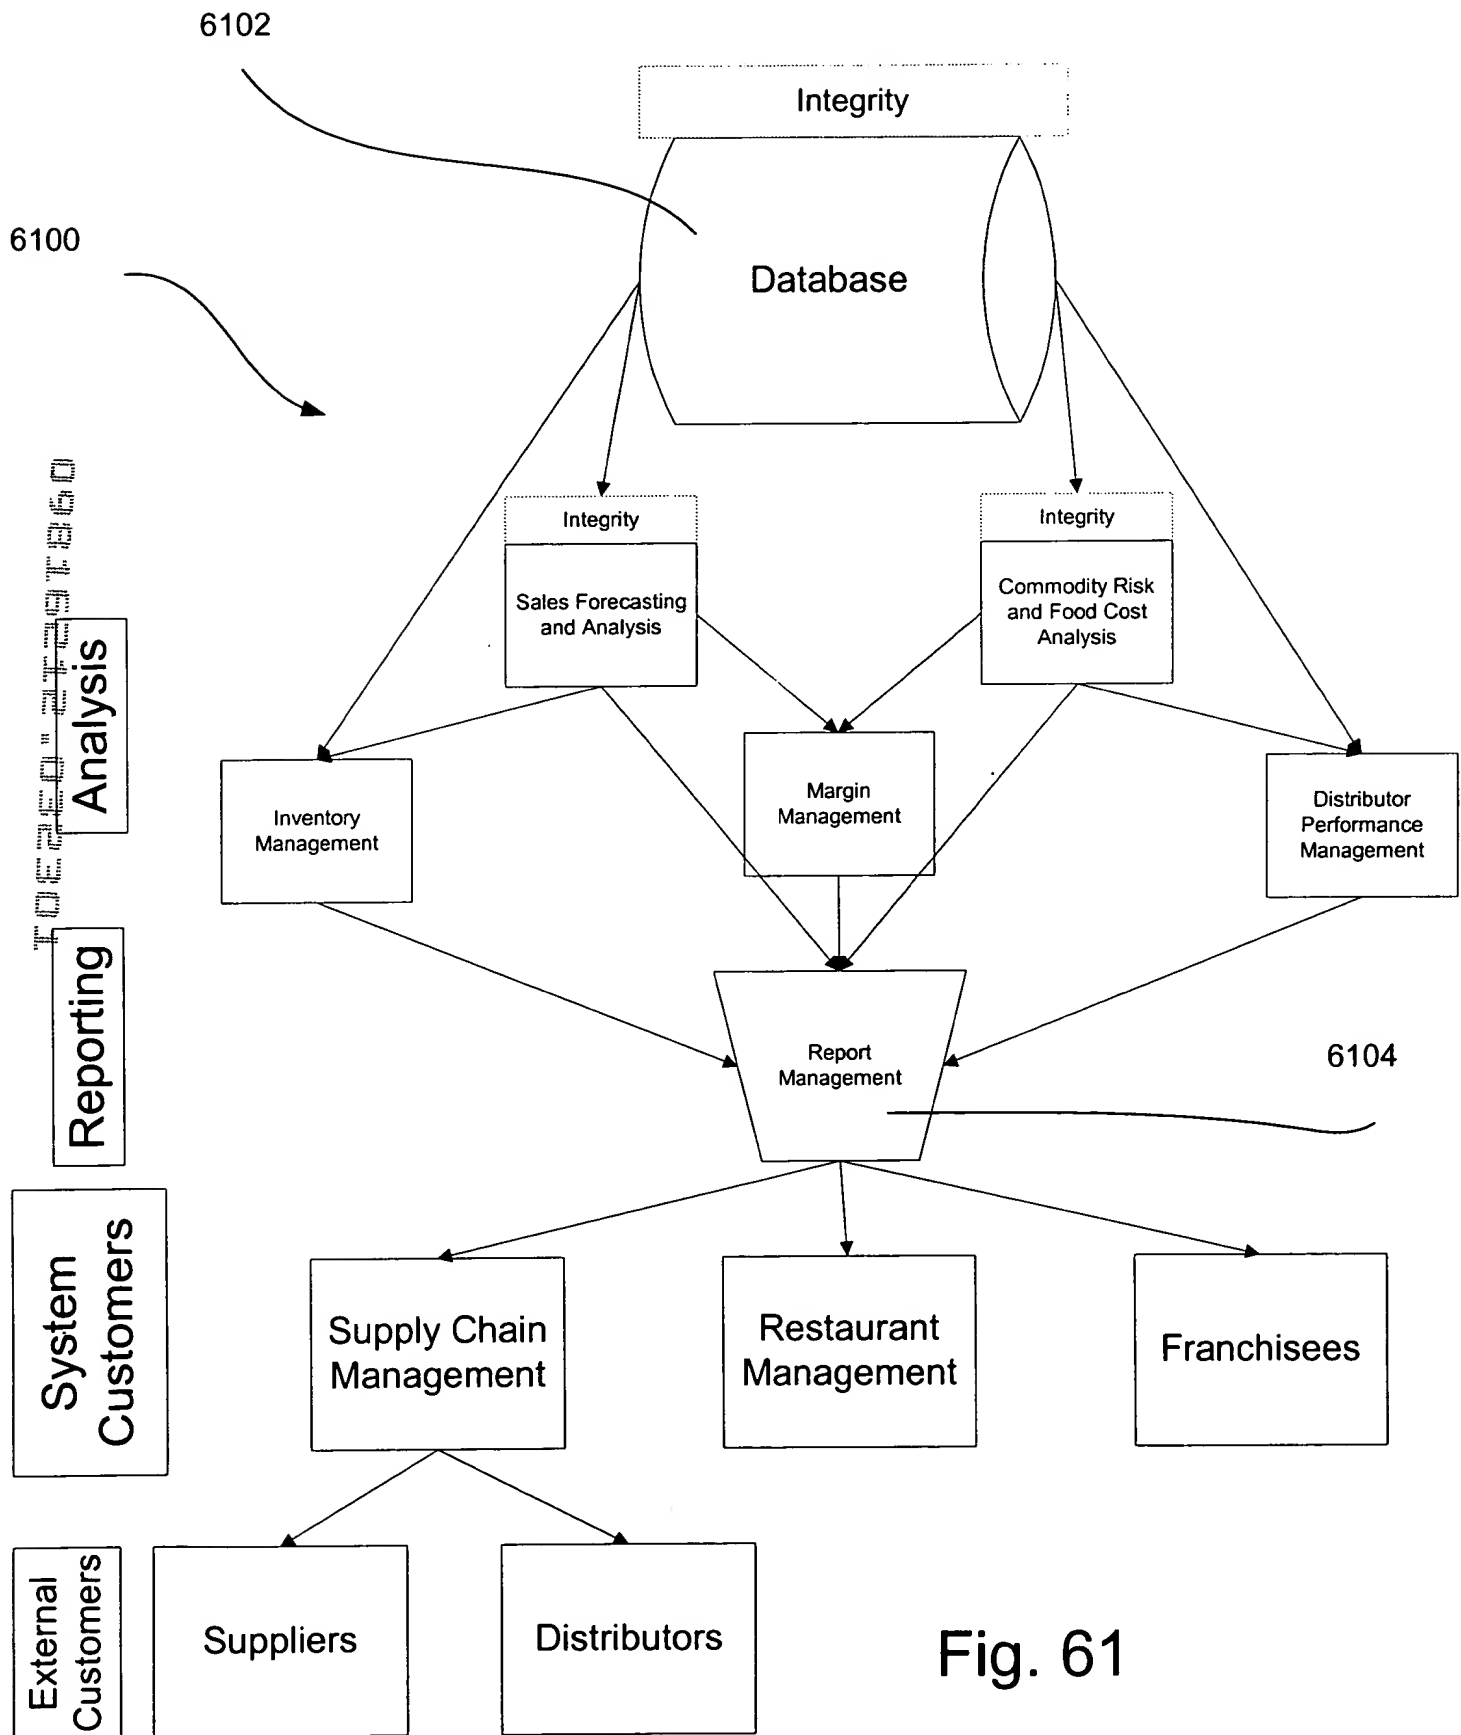 6102
Integrity
6100
Database
Integrity
Integrity
Sales Forecasting
and Analysis
Commodity Risk
and Food Cost
Analysis
Analysis
Inventory
Management
Margin
Management
Distributor
Performance
Management
Reporting
Report
Management
6104
System
Customers
Supply Chain
Management
Restaurant
Management
Franchisees
External
Customers
Suppliers
Distributors
Fig. 61